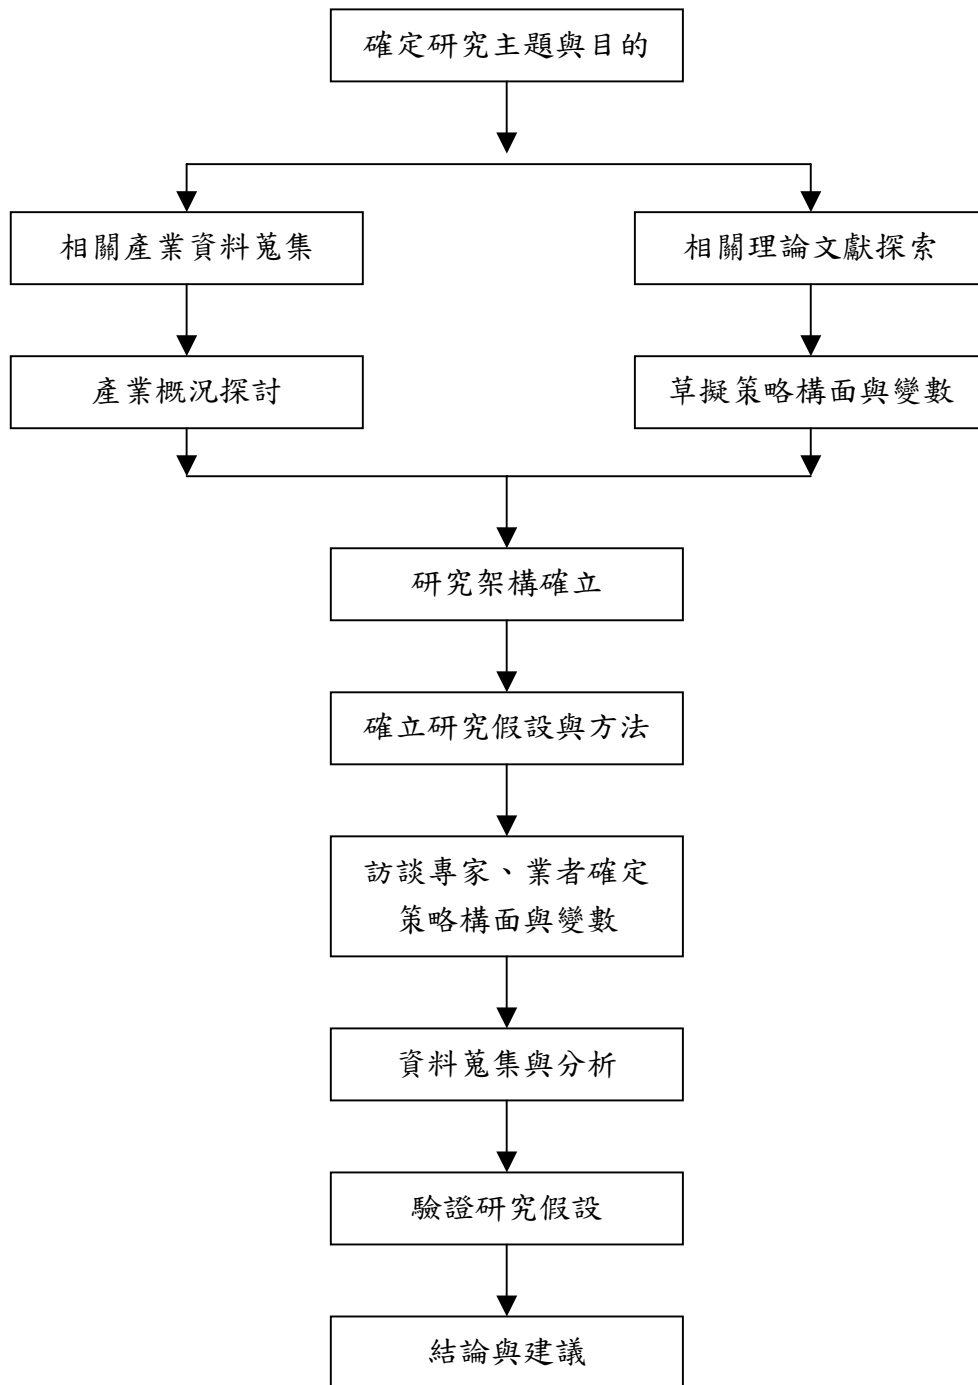 確定研究主題與目的
相關產業資料蒐集
相關理論文獻探索
產業概況探討
草擬策略構面與變數
研究架構確立
確立研究假設與方法
訪談專家、業者確定
策略構面與變數
資料蒐集與分析
驗證研究假設
結論與建議